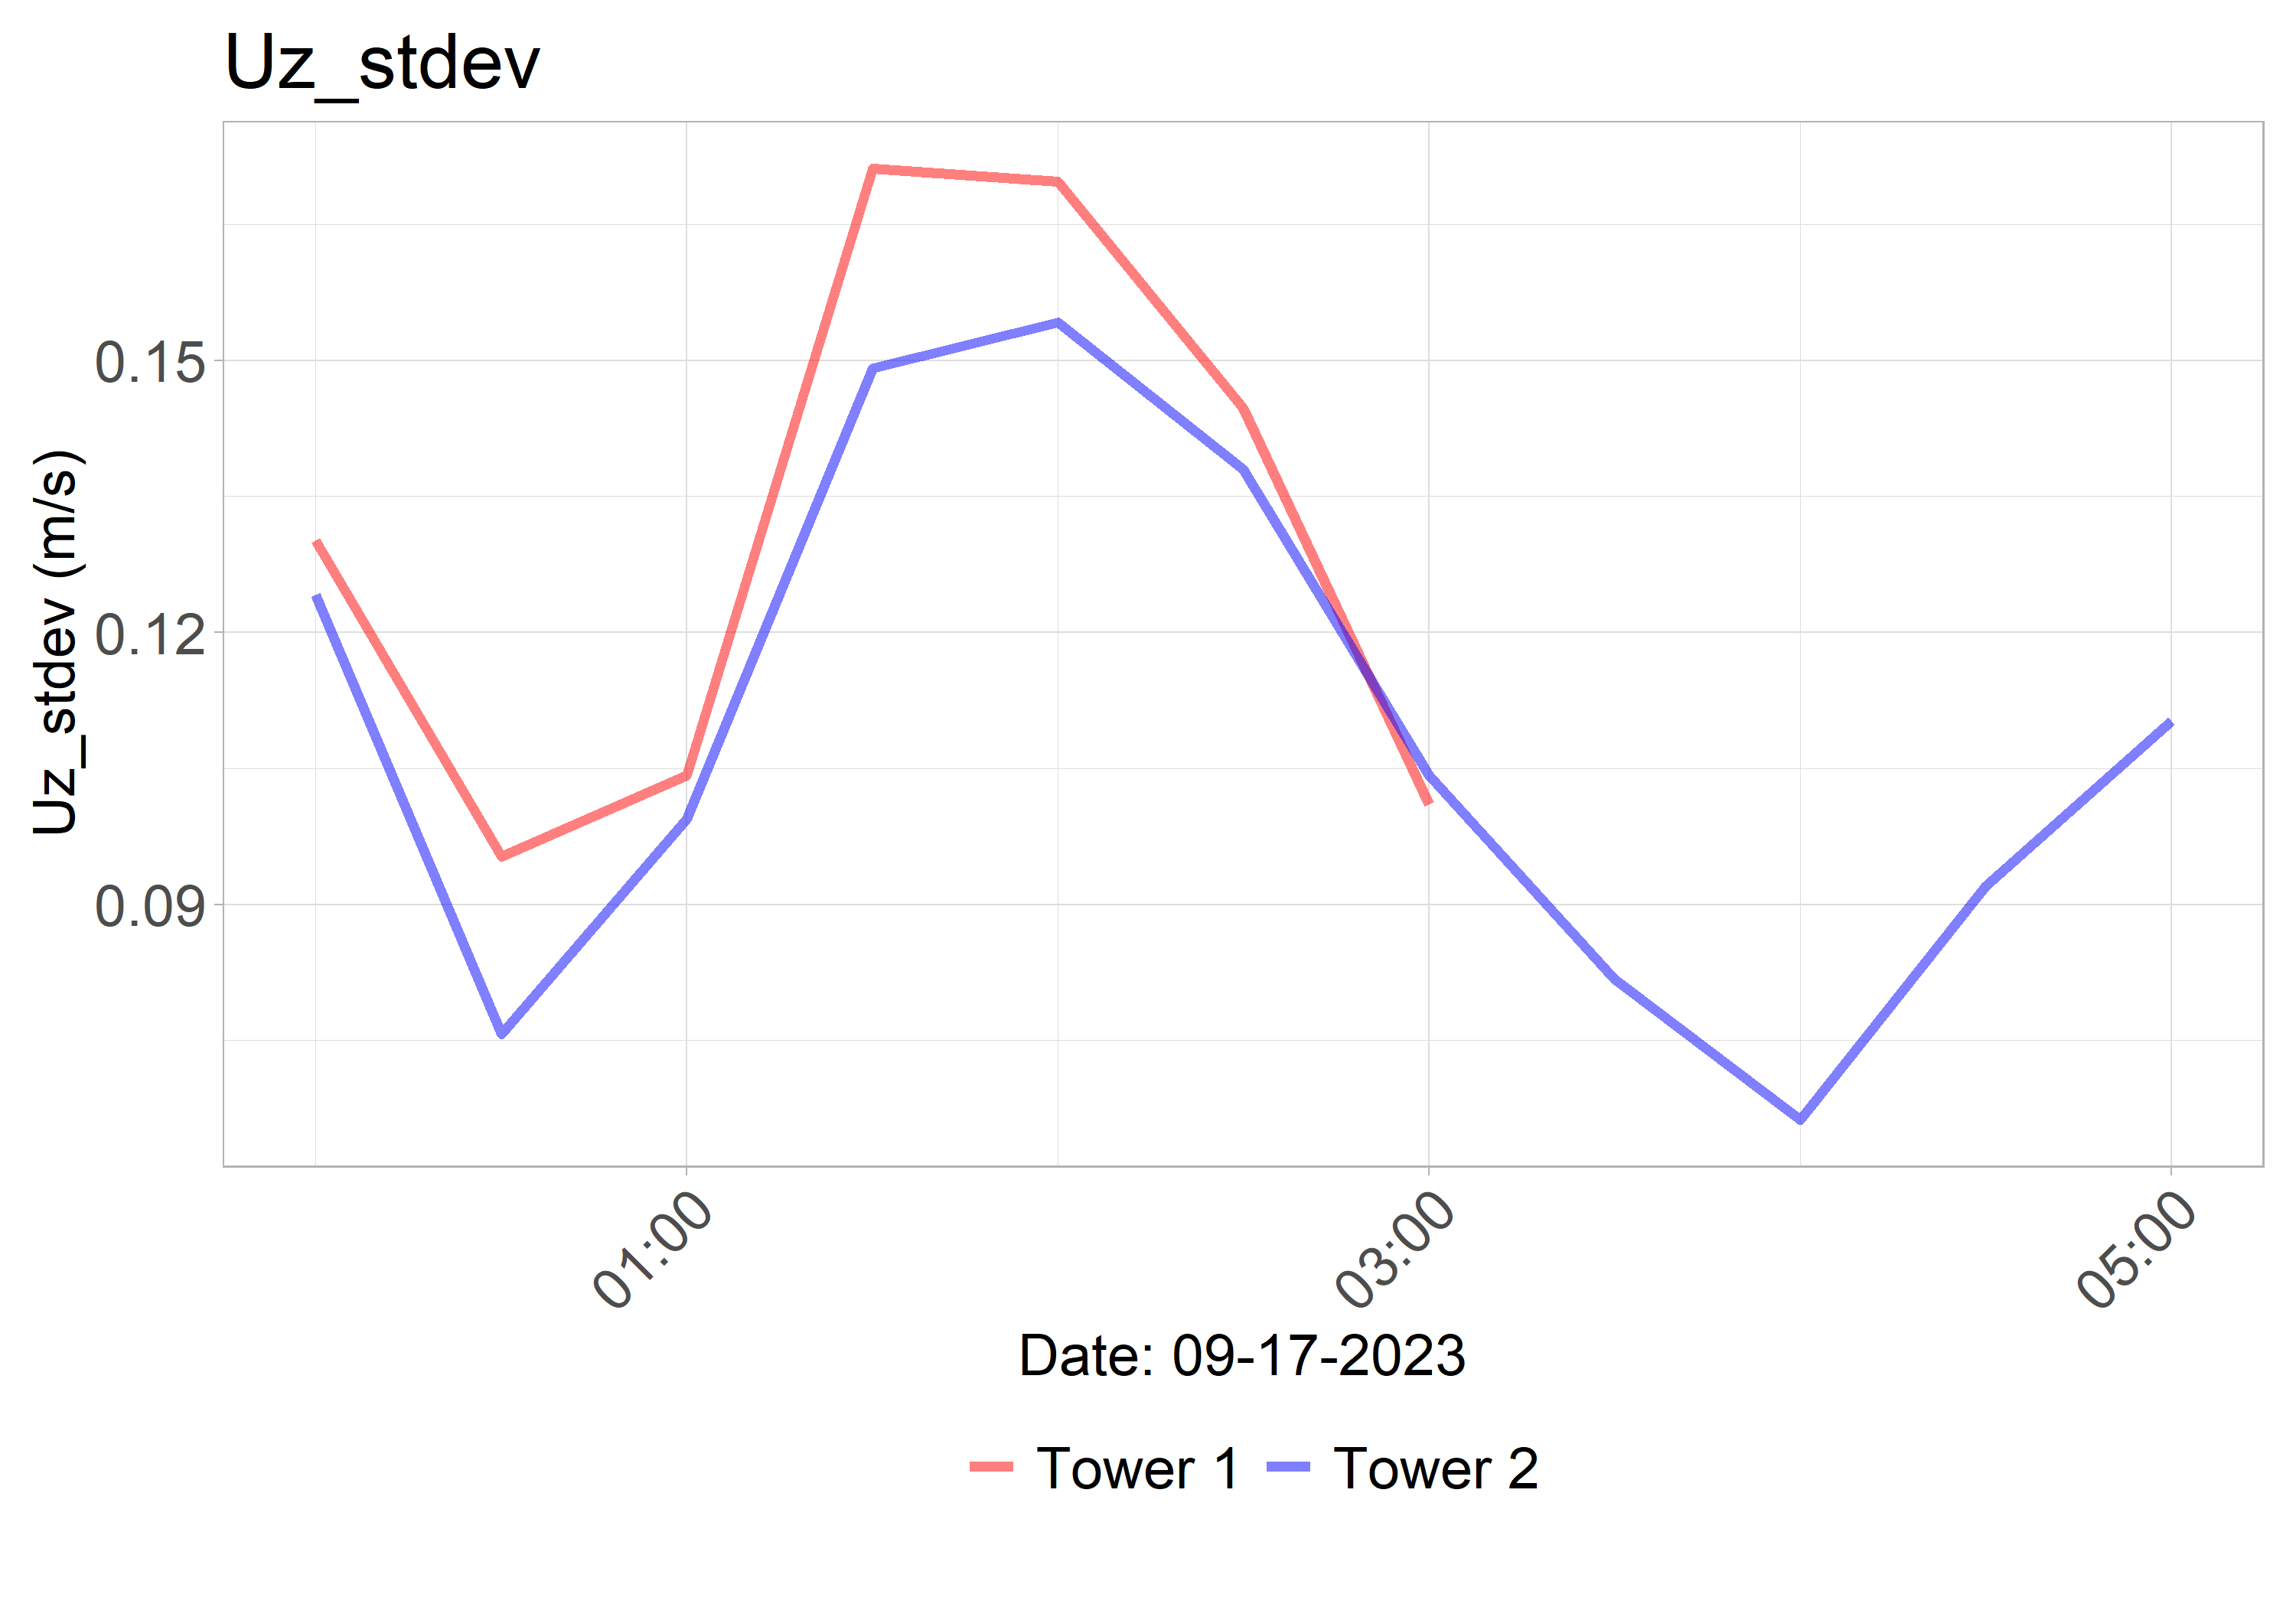 Uz_stdev
Uz_stdev (m/s)
0.15
0.12
0.09
01:00
03:00
05:00
Date: 09-17-2023
Tower 1
Tower 2